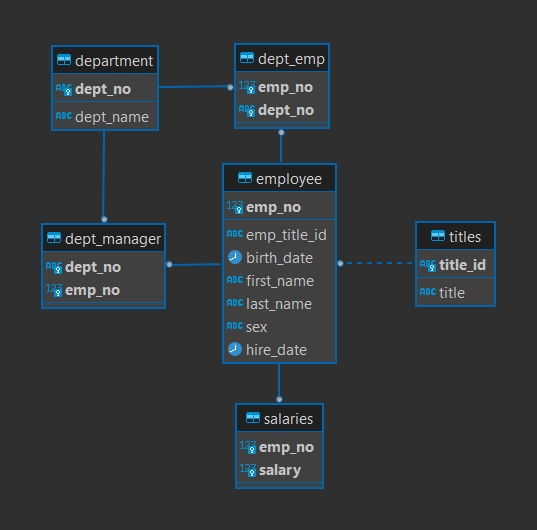 department
dept_no
dept_name
dept_emp
emp_no
dept_no
employee
emp_no
emp_title_id
birth_date
first_name
last_name
sex
hire_date
dept_manager
dept_no
emp_no
titles
title_id
title
salaries
emp_no
salary